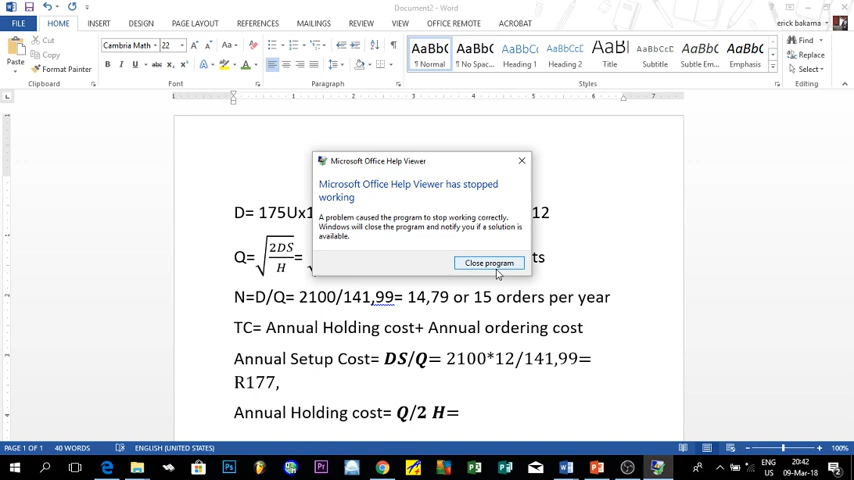 Document2 - Word
FILE HOME INSERT DESIGN PAGE LAYOUT REFERENCES MAILINGS REVIEW VIEW OFFICE REMOTE ACROBAT erick bakama
Paste
Cut
Copy
Format Painter
Clipboard
Cambria Math 22
Font
Paragraph
AaBbC AaBbC AaBbC AaBbC AaBl AaBbCcD AaBbCcD AaBbCc
¶ Normal ¶ No Spac... Heading 1 Heading 2 Title Subtitle Subtle Em... Emphasis
Styles
Find
Replace
Select
Editing
Microsoft Office Help Viewer
Microsoft Office Help Viewer has stopped
working
A problem caused the program to stop working correctly.
Windows will close the program and notify you if a solution is
available.
Close program
D= 175Ux1 12
Q=√2DS/H= ts
N=D/Q= 2100/141,99= 14,79 or 15 orders per year
TC= Annual Holding cost+ Annual ordering cost
Annual Setup Cost= DS/Q= 2100*12/141,99=
R177,
Annual Holding cost= Q/2 H=
PAGE 1 OF 1 40 WORDS ENGLISH (UNITED STATES) 100%
ENG
US
20:42
09-Mar-18